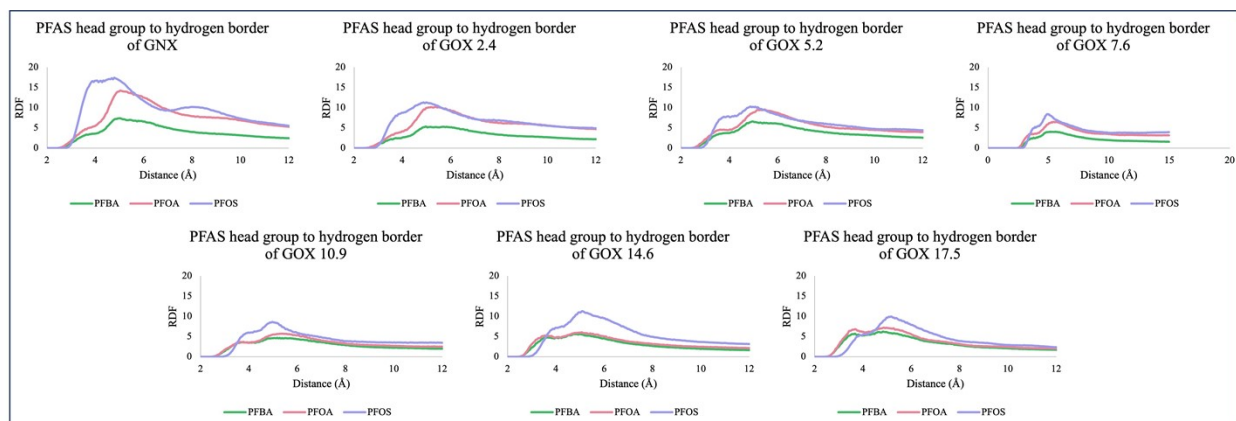 PFAS head group to hydrogen border
of GNX
RDF
20
15
10
5
0
2 4 6 8 10 12
Distance (Å)
PFBA PFOA PFOS
PFAS head group to hydrogen border
of GOX 2.4
RDF
20
15
10
5
0
2 4 6 8 10 12
Distance (Å)
PFBA PFOA PFOS
PFAS head group to hydrogen border
of GOX 5.2
RDF
20
15
10
5
0
2 4 6 8 10 12
Distance (Å)
PFBA PFOA PFOS
PFAS head group to hydrogen border
of GOX 7.6
RDF
20
15
10
5
0
0 5 10 15 20
Distance (Å)
PFBA PFOA PFOS
PFAS head group to hydrogen border
of GOX 10.9
RDF
20
15
10
5
0
2 4 6 8 10 12
Distance (Å)
PFBA PFOA PFOS
PFAS head group to hydrogen border
of GOX 14.6
RDF
20
15
10
5
0
2 4 6 8 10 12
Distance (Å)
PFBA PFOA PFOS
PFAS head group to hydrogen border
of GOX 17.5
RDF
20
15
10
5
0
2 4 6 8 10 12
Distance (Å)
PFBA PFOA PFOS